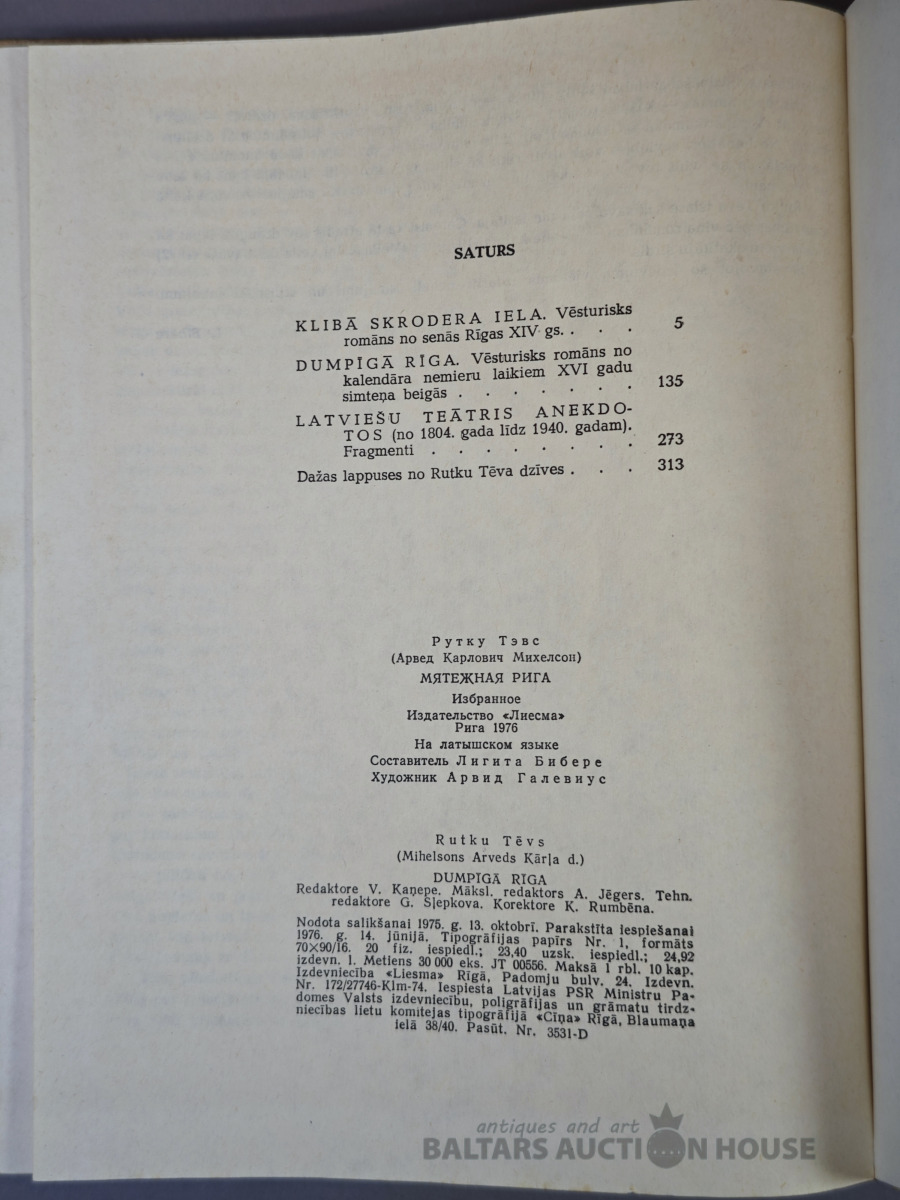 SATURS
KLIBĀ SKRODERA IELA. Vēsturisks
romāns no senās Rīgas XIV gs. . . . 5
DUMPĪGĀ RĪGA. Vēsturisks romāns no
kalendāra nemieru laikiem XVI gadu
simteņa beigās . . . . . . . 135
LATVIEŠU TEĀTRIS ANEKDO-
TOS (no 1804. gada līdz 1940. gadam).
Fragmenti . . . . . . . . 273
Dažas lappuses no Rutku Tēva dzīves . . . 313
Рутку Тэвс
(Арвед Карлович Михелсон)
МЯТЕЖНАЯ РИГА
Избранное
Издательство «Лиесма»
Рига 1976
На латышском языке
Составитель Лигита Бибере
Художник Арвид Галевиус
Rutku Tēvs
(Mihelsons Arveds Kārļa d.)
DUMPĪGĀ RĪGA
Redaktore V. Kaņepe. Māksl. redaktors A. Jēgers. Tehn.
redaktore G. Sļepkova. Korektore K. Rumbēna.
Nodota salikšanai 1975. g. 13. oktobrī. Parakstīta iespiešanai
1976. g. 14. jūnijā. Tipogrāfijas papīrs Nr. 1, formāts
70×90/16. 20 fiz. iespiedl.; 23,40 uzsk. iespiedl.; 24,92
izdevn. l. Metiens 30 000 eks. JT 00556. Maksā 1 rbl. 10 kap.
Izdevniecība «Liesma» Rīgā, Padomju bulv. 24. Izdevn.
Nr. 172/27746-Klm-74. Iespiesta Latvijas PSR Ministru Pa-
domes Valsts izdevniecību, poligrāfijas un grāmatu tirdz-
niecības lietu komitejas tipogrāfijā «Cīņa» Rīgā, Blaumaņa
ielā 38/40. Pasūt. Nr. 3531-D
antiques and art
BALTARS AUCTION HOUSE